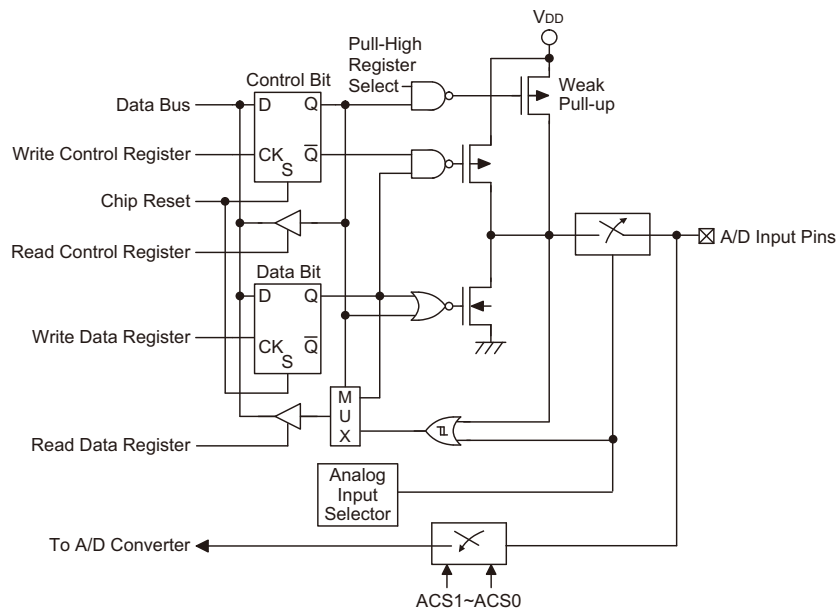 VDD
Pull-High
Register
Select
Weak
Pull-up
Control Bit
Data Bus
D
Q
Write Control Register
CK
Q̅
S
Chip Reset
Read Control Register
A/D Input Pins
Data Bit
D
Q
Write Data Register
CK
Q̅
S
M
U
X
Read Data Register
Analog
Input
Selector
To A/D Converter
ACS1~ACS0